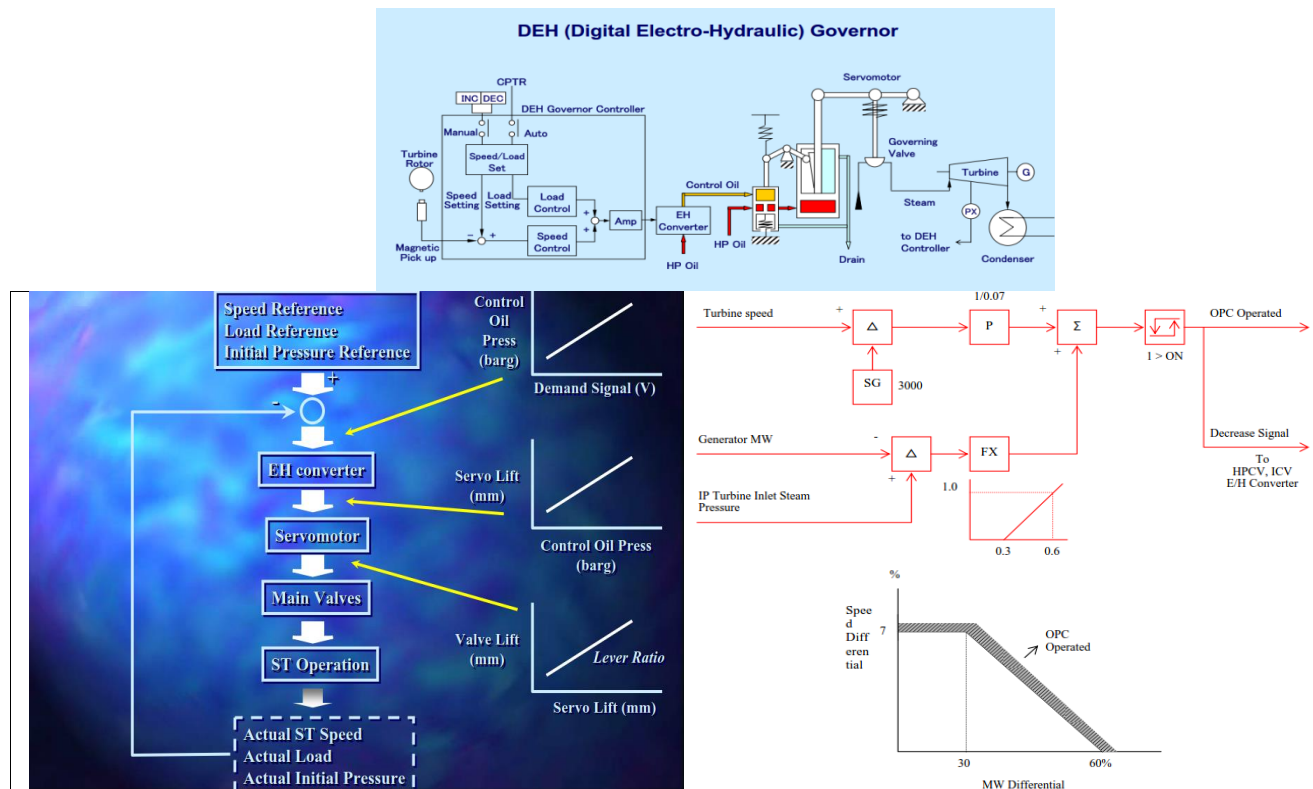 DEH (Digital Electro-Hydraulic) Governor
CPTR
INC DEC
DEH Governor Controller
Manual
Auto
Turbine
Rotor
Speed/Load
Set
Speed
Setting
Load
Setting
Load
Control
Speed
Control
+
+
-
+
Amp
Magnetic
Pick up
EH
Converter
HP Oil
Control Oil
HP Oil
Servomotor
Governing
Valve
Drain
Steam
Turbine
G
PX
to DEH
Controller
Condenser
Speed Reference
Load Reference
Initial Pressure Reference
+
-
EH converter
Servomotor
Main Valves
ST Operation
Actual ST Speed
Actual Load
Actual Initial Pressure
Control
Oil
Press
(barg)
Demand Signal (V)
Servo Lift
(mm)
Control Oil Press
(barg)
Valve Lift
(mm)
Lever Ratio
Servo Lift (mm)
Turbine speed
+
Δ
SG
3000
1/0.07
P
+
Σ
+
1 > ON
OPC Operated
Decrease Signal
To
HPCV, ICV
E/H Converter
Generator MW
-
Δ
+
FX
IP Turbine Inlet Steam
Pressure
1.0
0.3
0.6
%
Spee
d
Diff
eren
tial
7
OPC
Operated
30
60%
MW Differential